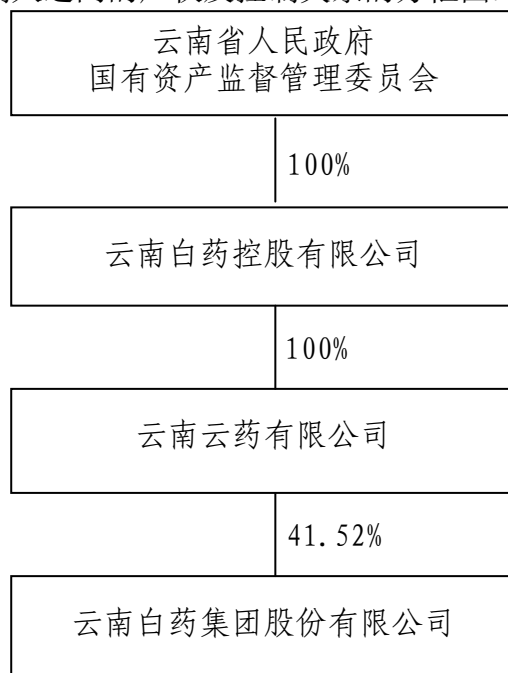 云南省人民政府
国有资产监督管理委员会
100%
云南白药控股有限公司
100%
云南云药有限公司
41.52%
云南白药集团股份有限公司